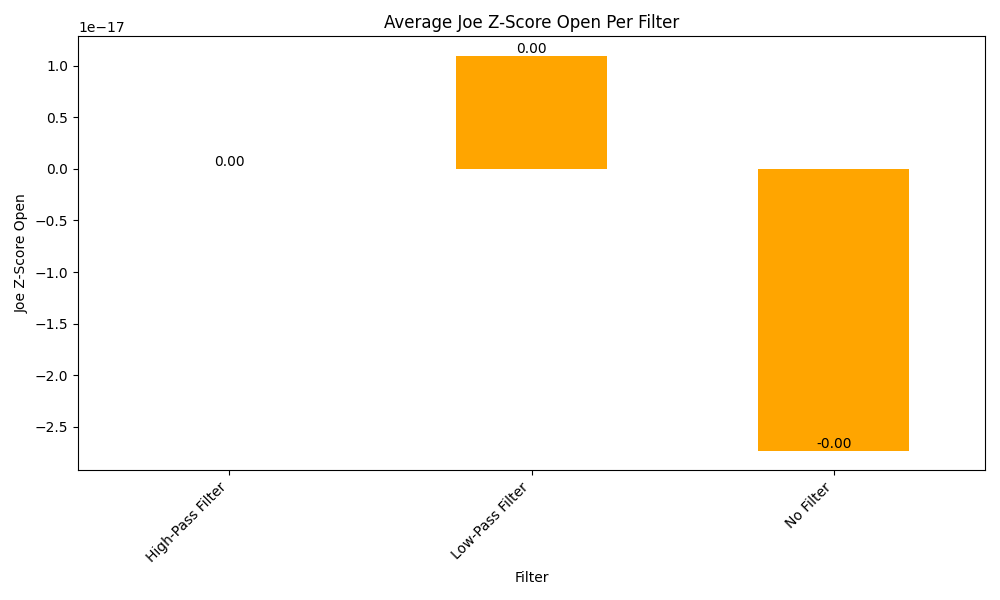 Average Joe Z-Score Open Per Filter
1e−17
Joe Z-Score Open
1.0
0.5
0.0
−0.5
−1.0
−1.5
−2.0
−2.5
0.00
0.00
-0.00
High-Pass Filter
Low-Pass Filter
No Filter
Filter